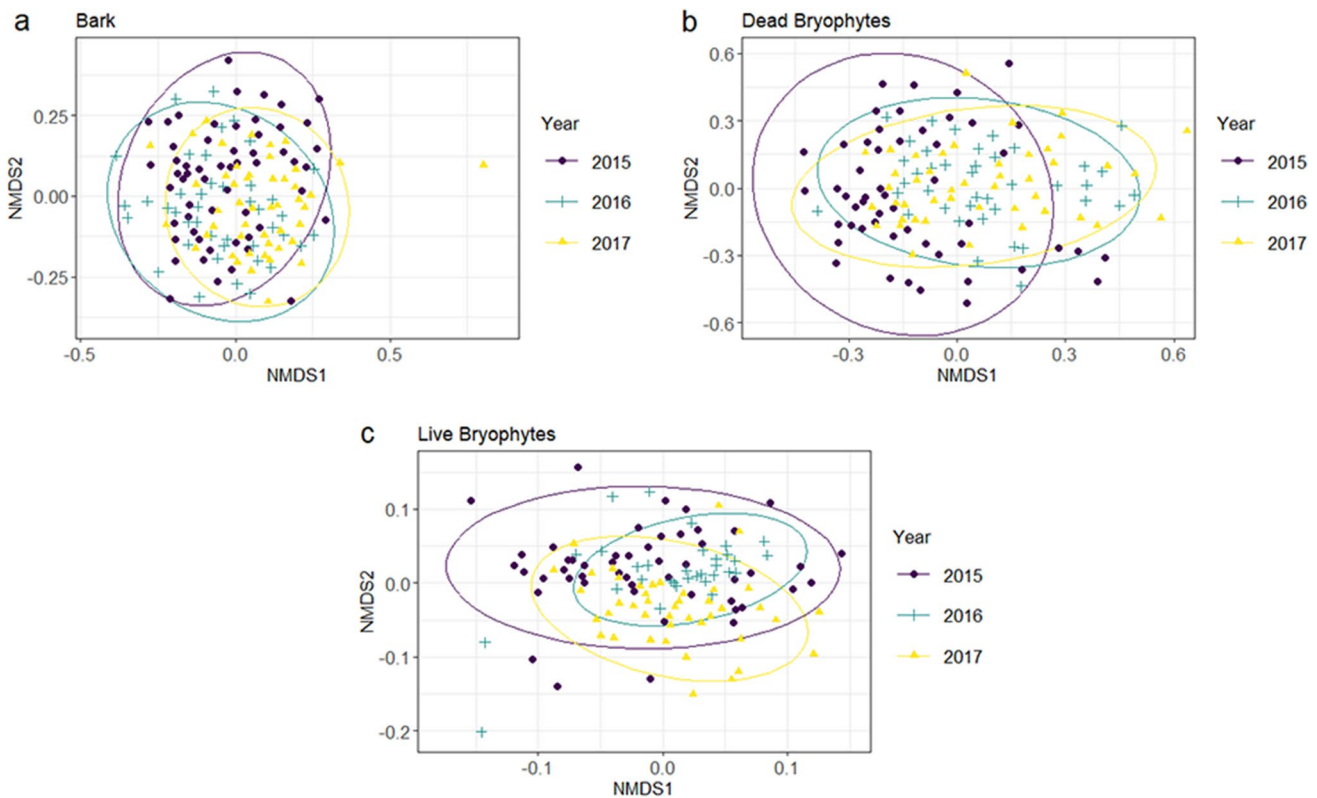 a Bark
0.25
0.00
-0.25
NMDS2
-0.5 0.0 0.5
NMDS1
Year
2015
2016
2017
b Dead Bryophytes
0.6
0.3
0.0
-0.3
-0.6
NMDS2
-0.3 0.0 0.3 0.6
NMDS1
Year
2015
2016
2017
c Live Bryophytes
0.1
0.0
-0.1
-0.2
NMDS2
-0.1 0.0 0.1
NMDS1
Year
2015
2016
2017